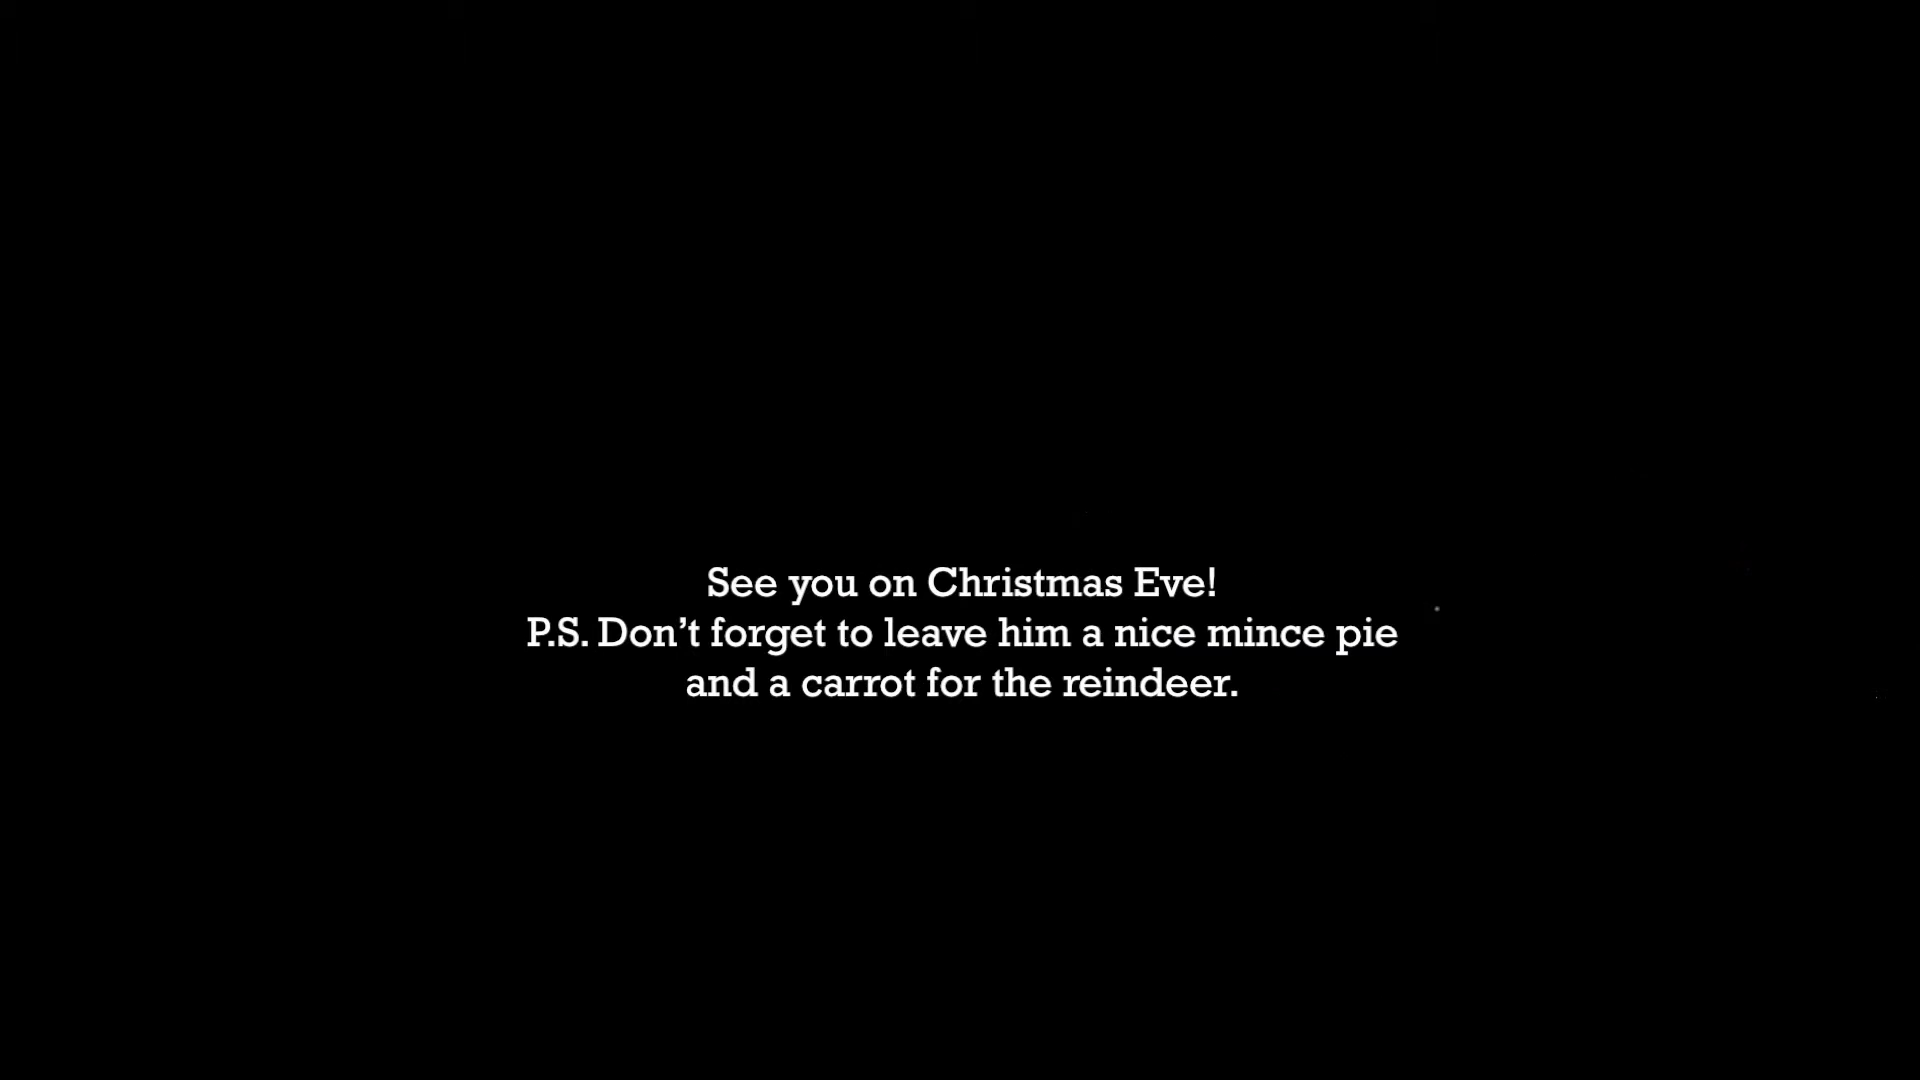 See you on Christmas Eve!
P.S. Don’t forget to leave him a nice mince pie
and a carrot for the reindeer.